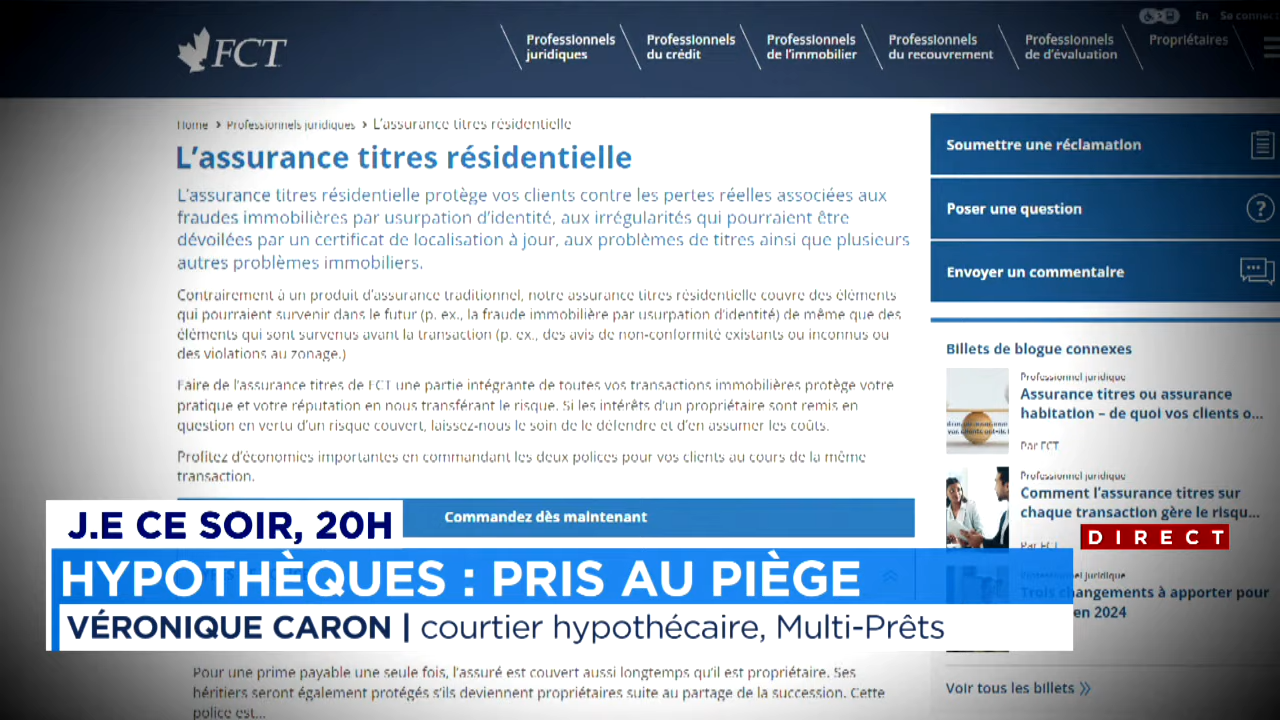 FCT
Professionnels
juridiques
Professionnels
du crédit
Professionnels
de l'immobilier
Professionnels
du recouvrement
Professionnels
de d'évaluation
Propriétaires
En Se connec
Home > Professionnels juridiques > L'assurance titres résidentielle
L'assurance titres résidentielle
L'assurance titres résidentielle protège vos clients contre les pertes réelles associées aux
fraudes immobilières par usurpation d'identité, aux irrégularités qui pourraient être
dévoilées par un certificat de localisation à jour, aux problèmes de titres ainsi que plusieurs
autres problèmes immobiliers.
Contrairement à un produit d'assurance traditionnel, notre assurance titres résidentielle couvre des éléments
qui pourraient survenir dans le futur (p. ex., la fraude immobilière par usurpation d'identité) de même que des
éléments qui sont survenus avant la transaction (p. ex., des avis de non-conformité existants ou inconnus ou
des violations au zonage.)
Faire de l'assurance titres de FCT une partie intégrante de toutes vos transactions immobilières protège votre
pratique et votre réputation en nous transférant le risque. Si les intérêts d'un propriétaire sont remis en
question en vertu d'un risque couvert, laissez-nous le soin de le défendre et d'en assumer les coûts.
Profitez d'économies importantes en commandant les deux polices pour vos clients au cours de la même
transaction.
Commandez dès maintenant
Soumettre une réclamation
Poser une question
Envoyer un commentaire
Billets de blogue connexes
Professionnel juridique
Assurance titres ou assurance
habitation – de quoi vos clients o...
Par FCT
Professionnel juridique
Comment l'assurance titres sur
chaque transaction gère le risqu...
Par FCT
DIRECT
Professionnel juridique
Trois changements à apporter pour
en 2024
Voir tous les billets »
J.E CE SOIR, 20H
HYPOTHÈQUES : PRIS AU PIÈGE
VÉRONIQUE CARON | courtier hypothécaire, Multi-Prêts
Pour une prime payable une seule fois, l'assuré est couvert aussi longtemps qu'il est propriétaire. Ses
héritiers seront également protégés s'ils deviennent propriétaires suite au partage de la succession. Cette
police est...